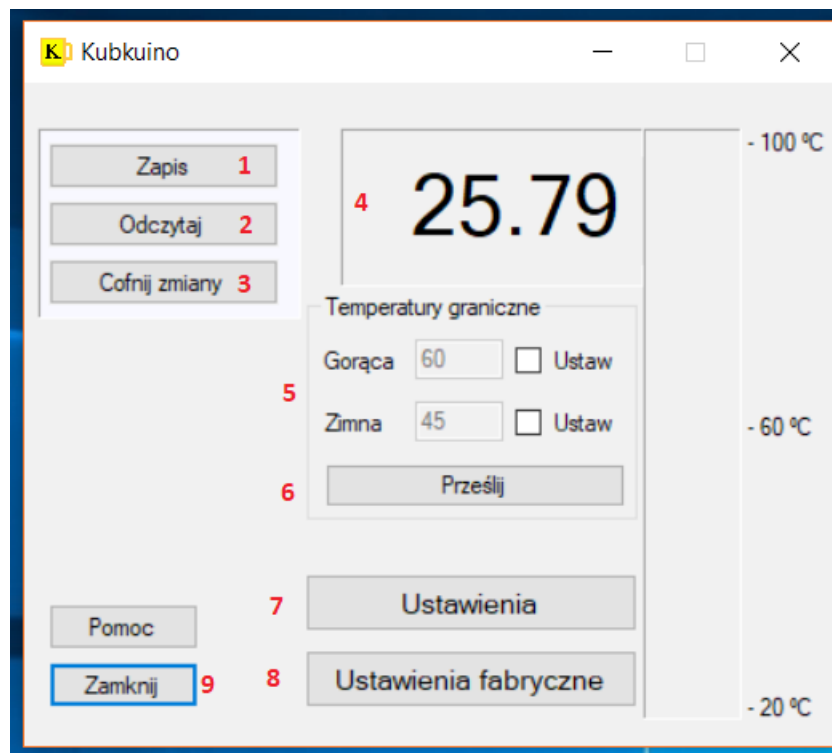 K Kubkuino
Zapis 1
Odczytaj 2
Cofnij zmiany 3
4 25.79
Temperatury graniczne
Gorąca 60 Ustaw
5
Zimna 45 Ustaw
6 Prześlij
7 Ustawienia
8 Ustawienia fabryczne
Pomoc
Zamknij 9
- 100 ºC
- 60 ºC
- 20 ºC